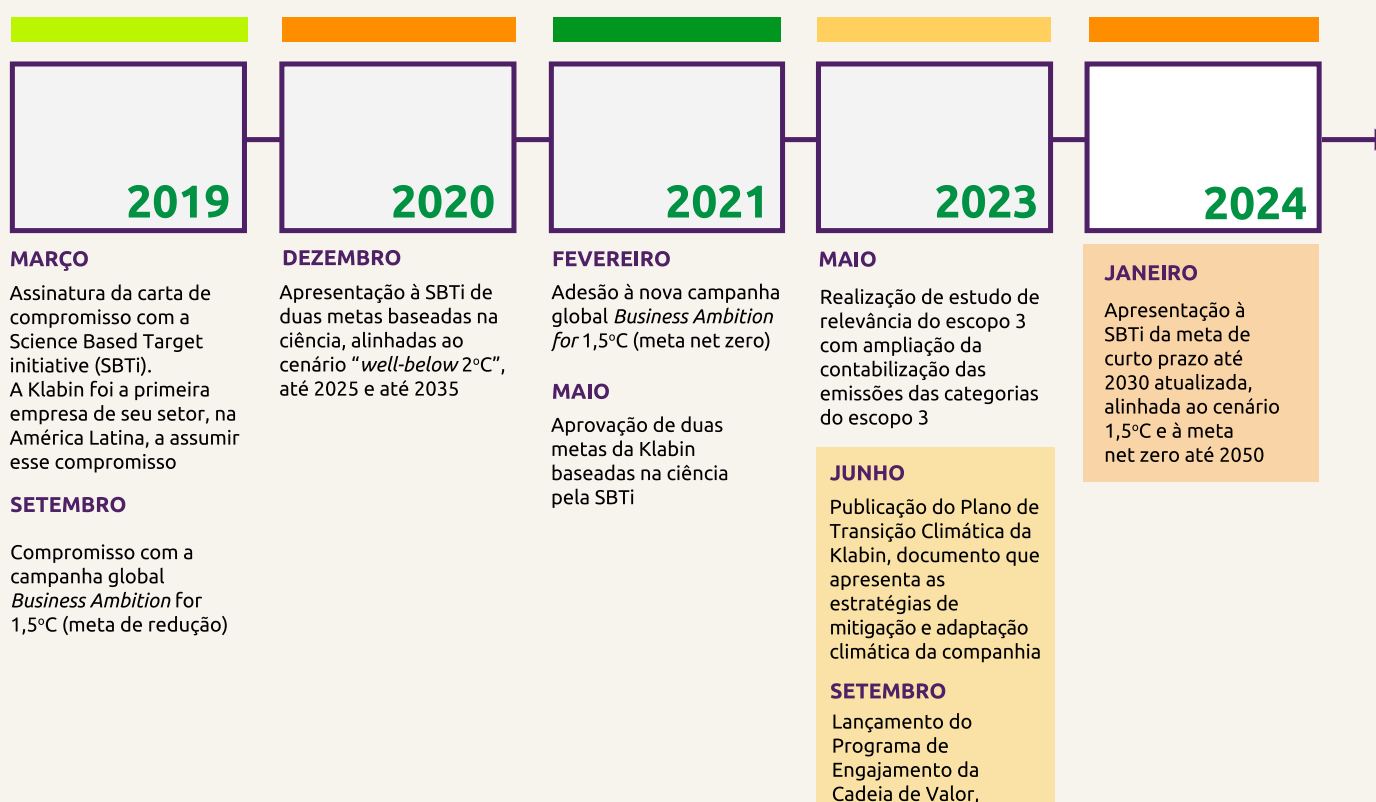 2019
MARÇO
Assinatura da carta de
compromisso com a
Science Based Target
initiative (SBTi).
A Klabin foi a primeira
empresa de seu setor, na
América Latina, a assumir
esse compromisso
SETEMBRO
Compromisso com a
campanha global
Business Ambition for
1,5ºC (meta de redução)
2020
DEZEMBRO
Apresentação à SBTi de
duas metas baseadas na
ciência, alinhadas ao
cenário “well-below 2ºC”,
até 2025 e até 2035
2021
FEVEREIRO
Adesão à nova campanha
global Business Ambition
for 1,5ºC (meta net zero)
MAIO
Aprovação de duas
metas da Klabin
baseadas na ciência
pela SBTi
2023
MAIO
Realização de estudo de
relevância do escopo 3
com ampliação da
contabilização das
emissões das categorias
do escopo 3
JUNHO
Publicação do Plano de
Transição Climática da
Klabin, documento que
apresenta as
estratégias de
mitigação e adaptação
climática da companhia
SETEMBRO
Lançamento do
Programa de
Engajamento da
Cadeia de Valor,
2024
JANEIRO
Apresentação à
SBTi da meta de
curto prazo até
2030 atualizada,
alinhada ao cenário
1,5ºC e à meta
net zero até 2050